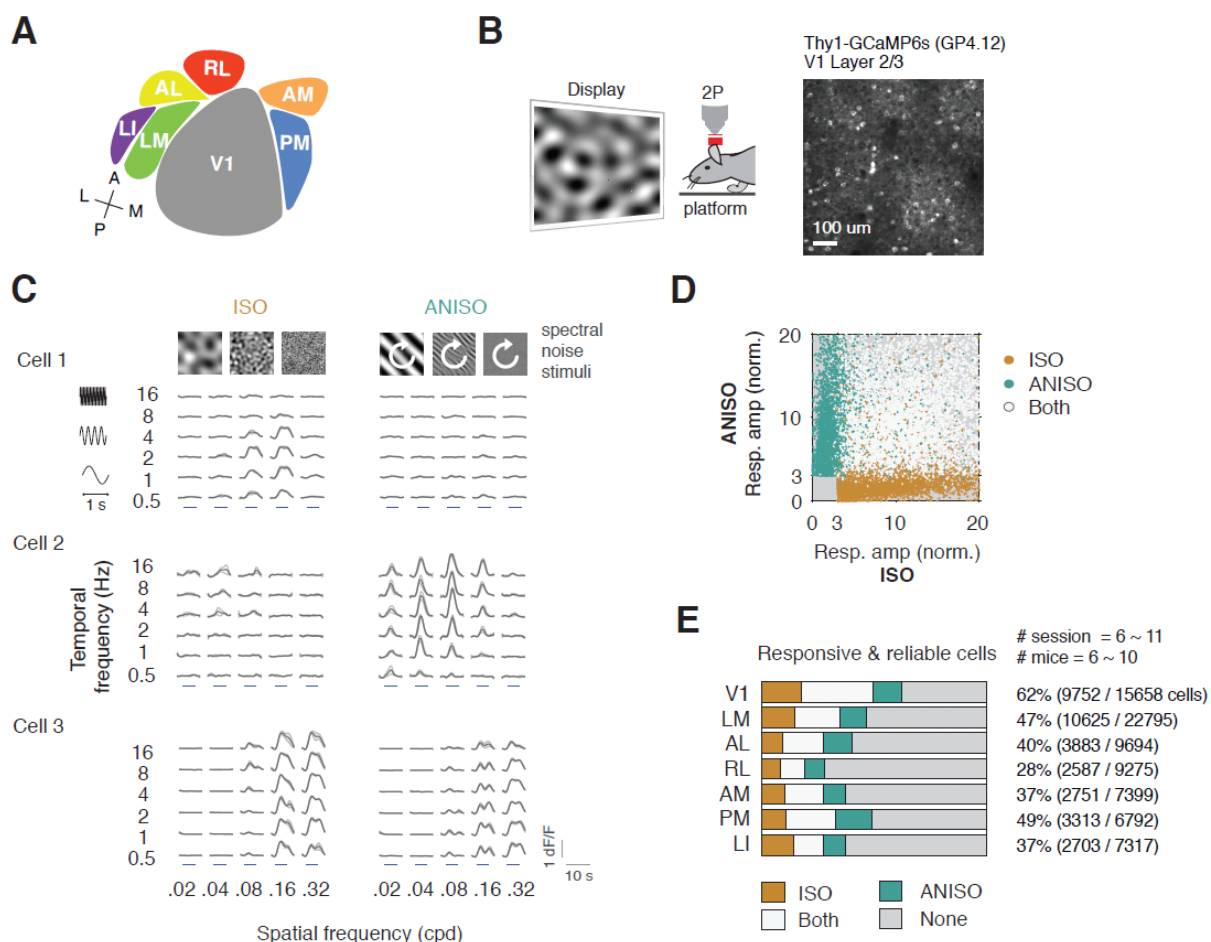 A
RL
AL
AM
LI
LM
PM
V1
A
L
M
P
B
Thy1-GCaMP6s (GP4.12)
V1 Layer 2/3
Display
2P
platform
100 um
C
ISO
ANISO
spectral
noise
stimuli
Cell 1
16
8
4
2
1
0.5
1 s
Cell 2
Temporal
frequency (Hz)
16
8
4
2
1
0.5
Cell 3
16
8
4
2
1
0.5
1 dF/F
10 s
.02 .04 .08 .16 .32
.02 .04 .08 .16 .32
Spatial frequency (cpd)
D
ANISO
Resp. amp (norm.)
20
10
3
0
0 3 10 20
Resp. amp (norm.)
ISO
ISO
ANISO
Both
E
Responsive & reliable cells
# session = 6 ~ 11
# mice = 6 ~ 10
V1 62% (9752 / 15658 cells)
LM 47% (10625 / 22795)
AL 40% (3883 / 9694)
RL 28% (2587 / 9275)
AM 37% (2751 / 7399)
PM 49% (3313 / 6792)
LI 37% (2703 / 7317)
ISO ANISO
Both None